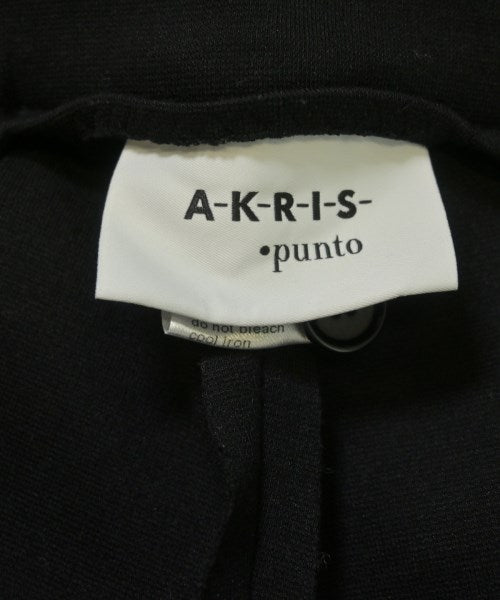 A-K-R-I-S-
•punto
do not bleach
cool iron